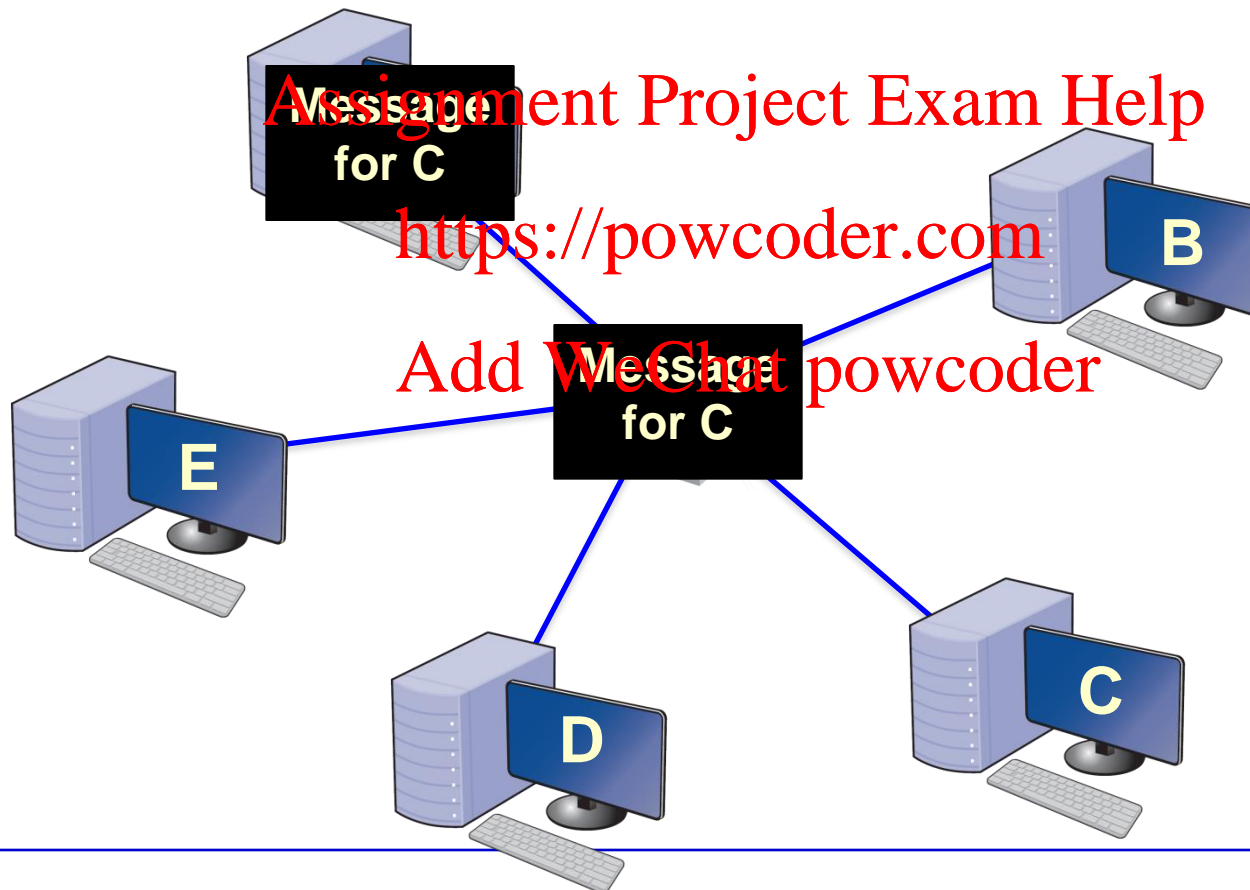 Assignment Project Exam Help
Message
for C
https://powcoder.com
B
Add WeChat powcoder
Message
for C
E
C
D